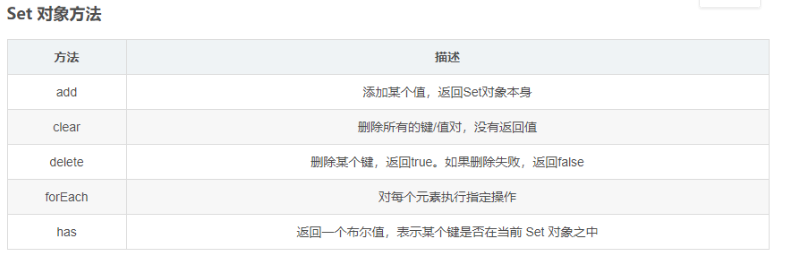 Set 对象方法
方法 描述
add 添加某个值，返回Set对象本身
clear 删除所有的键/值对，没有返回值
delete 删除某个键，返回true。如果删除失败，返回false
forEach 对每个元素执行指定操作
has 返回一个布尔值，表示某个键是否在当前 Set 对象之中